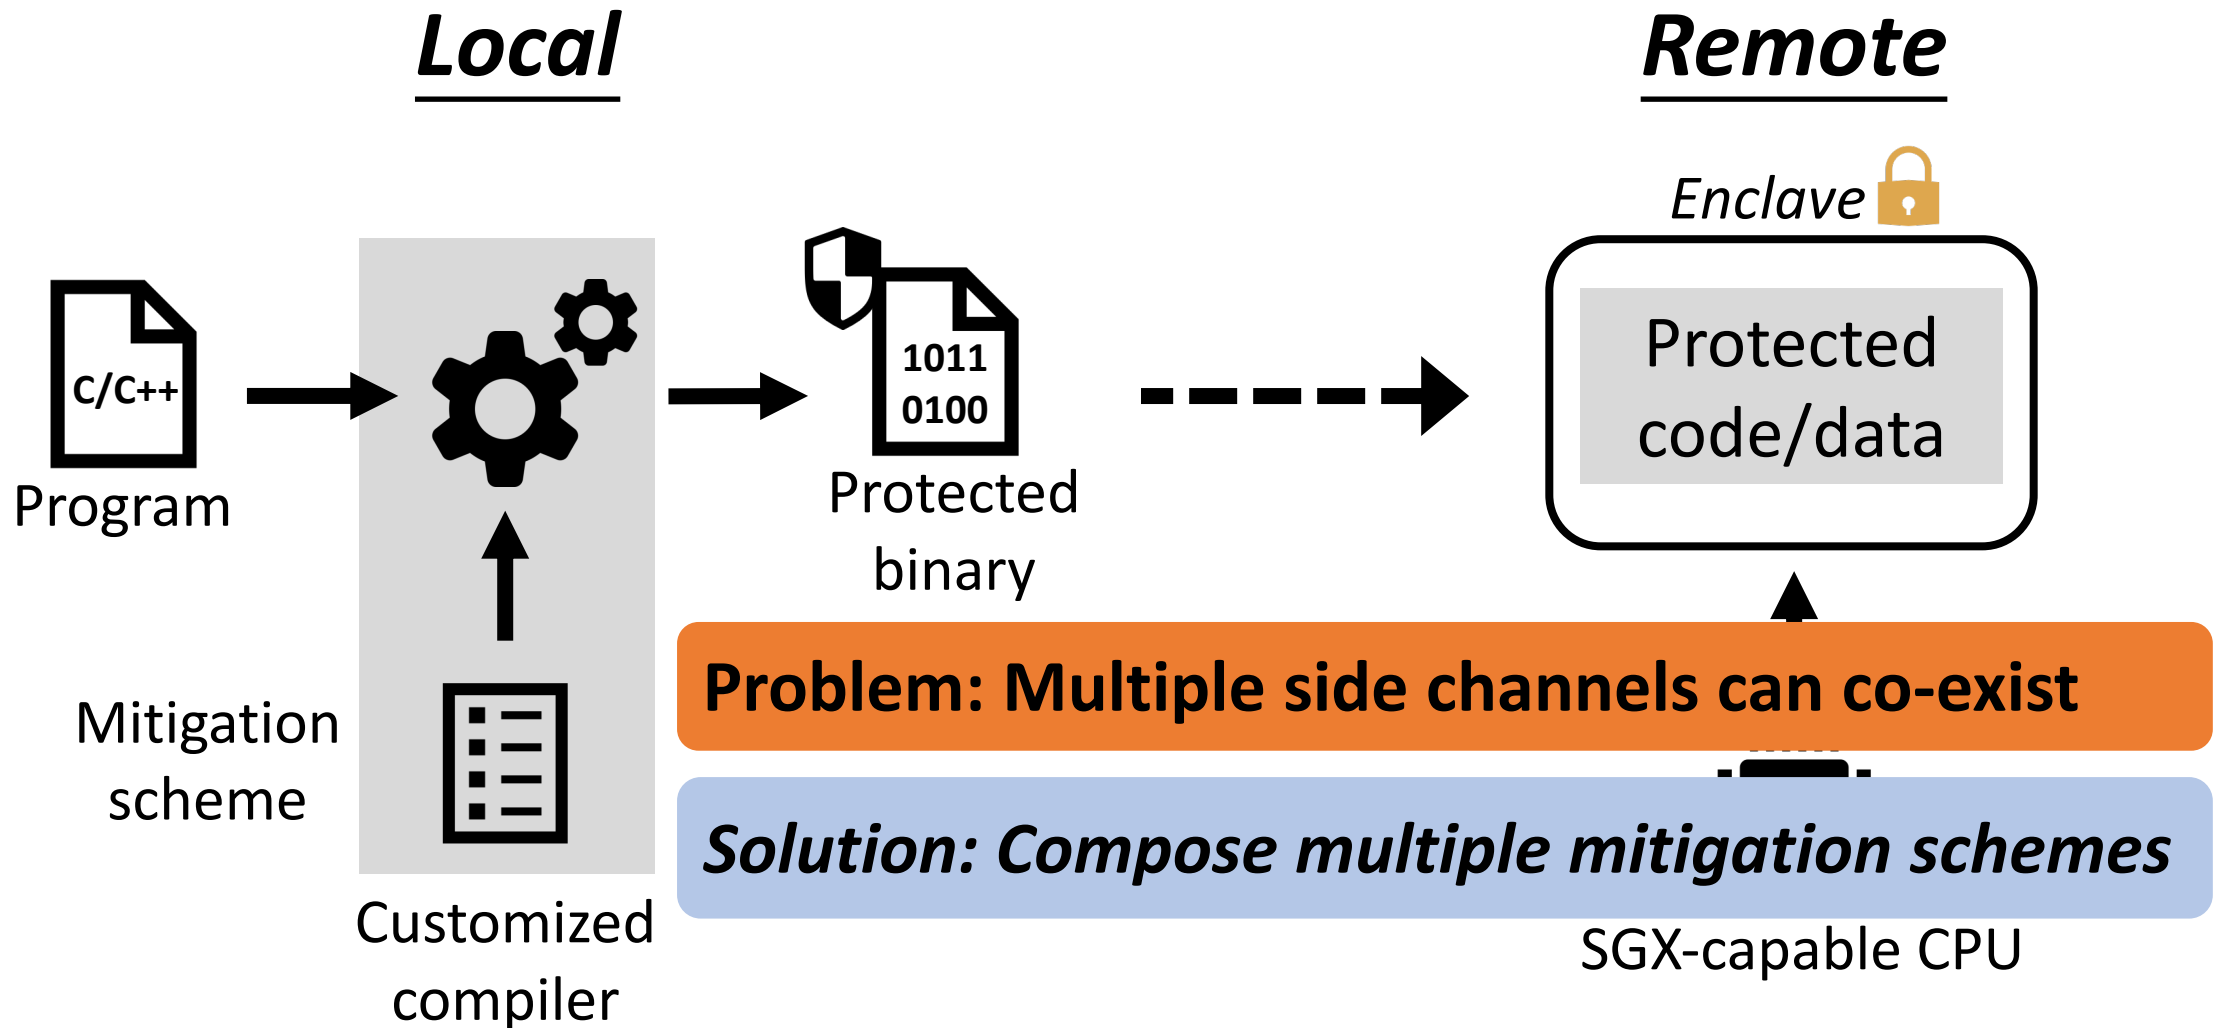 Local
Remote
Enclave
C/C++
Program
1011
0100
Protected
binary
Protected
code/data
Mitigation
scheme
Customized
compiler
Problem: Multiple side channels can co-exist
Solution: Compose multiple mitigation schemes
SGX-capable CPU